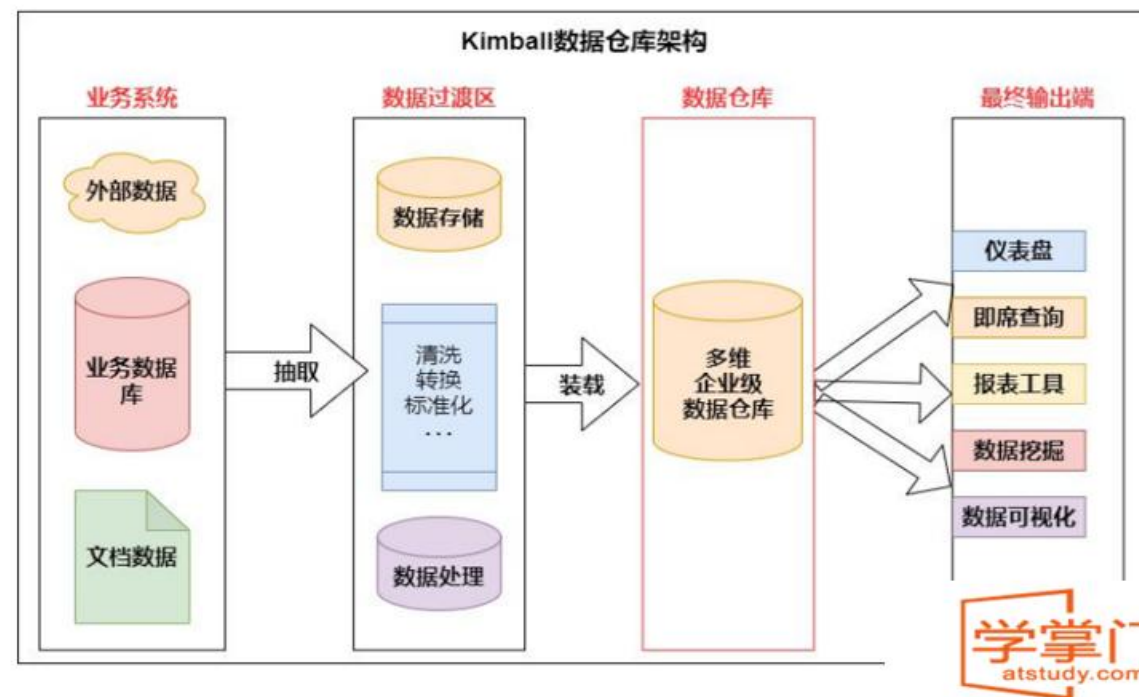 Kimball数据仓库架构
业务系统
数据过渡区
数据仓库
最终输出端
外部数据
业务数据
库
文档数据
抽取
数据存储
清洗
转换
标准化
...
数据处理
装载
多维
企业级
数据仓库
仪表盘
即席查询
报表工具
数据挖掘
数据可视化
学掌门
atstudy.com